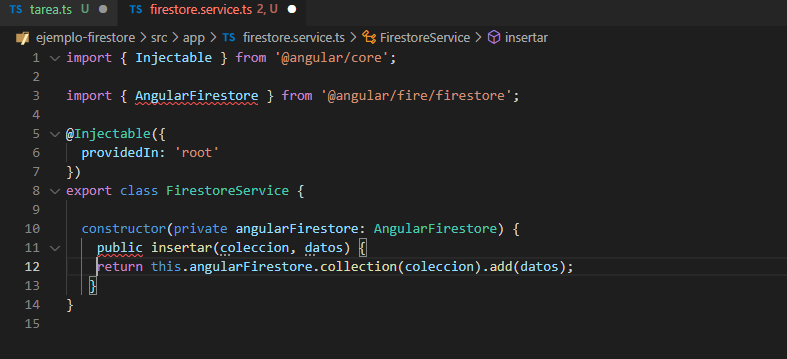 TS tarea.ts U
TS firestore.service.ts 2, U
ejemplo-firestore > src > app > TS firestore.service.ts > FirestoreService > insertar
1 import { Injectable } from '@angular/core';
2
3 import { AngularFirestore } from '@angular/fire/firestore';
4
5 @Injectable({
6 providedIn: 'root'
7 })
8 export class FirestoreService {
9
10 constructor(private angularFirestore: AngularFirestore) {
11 public insertar(coleccion, datos) {
12 return this.angularFirestore.collection(coleccion).add(datos);
13 }
14 }
15